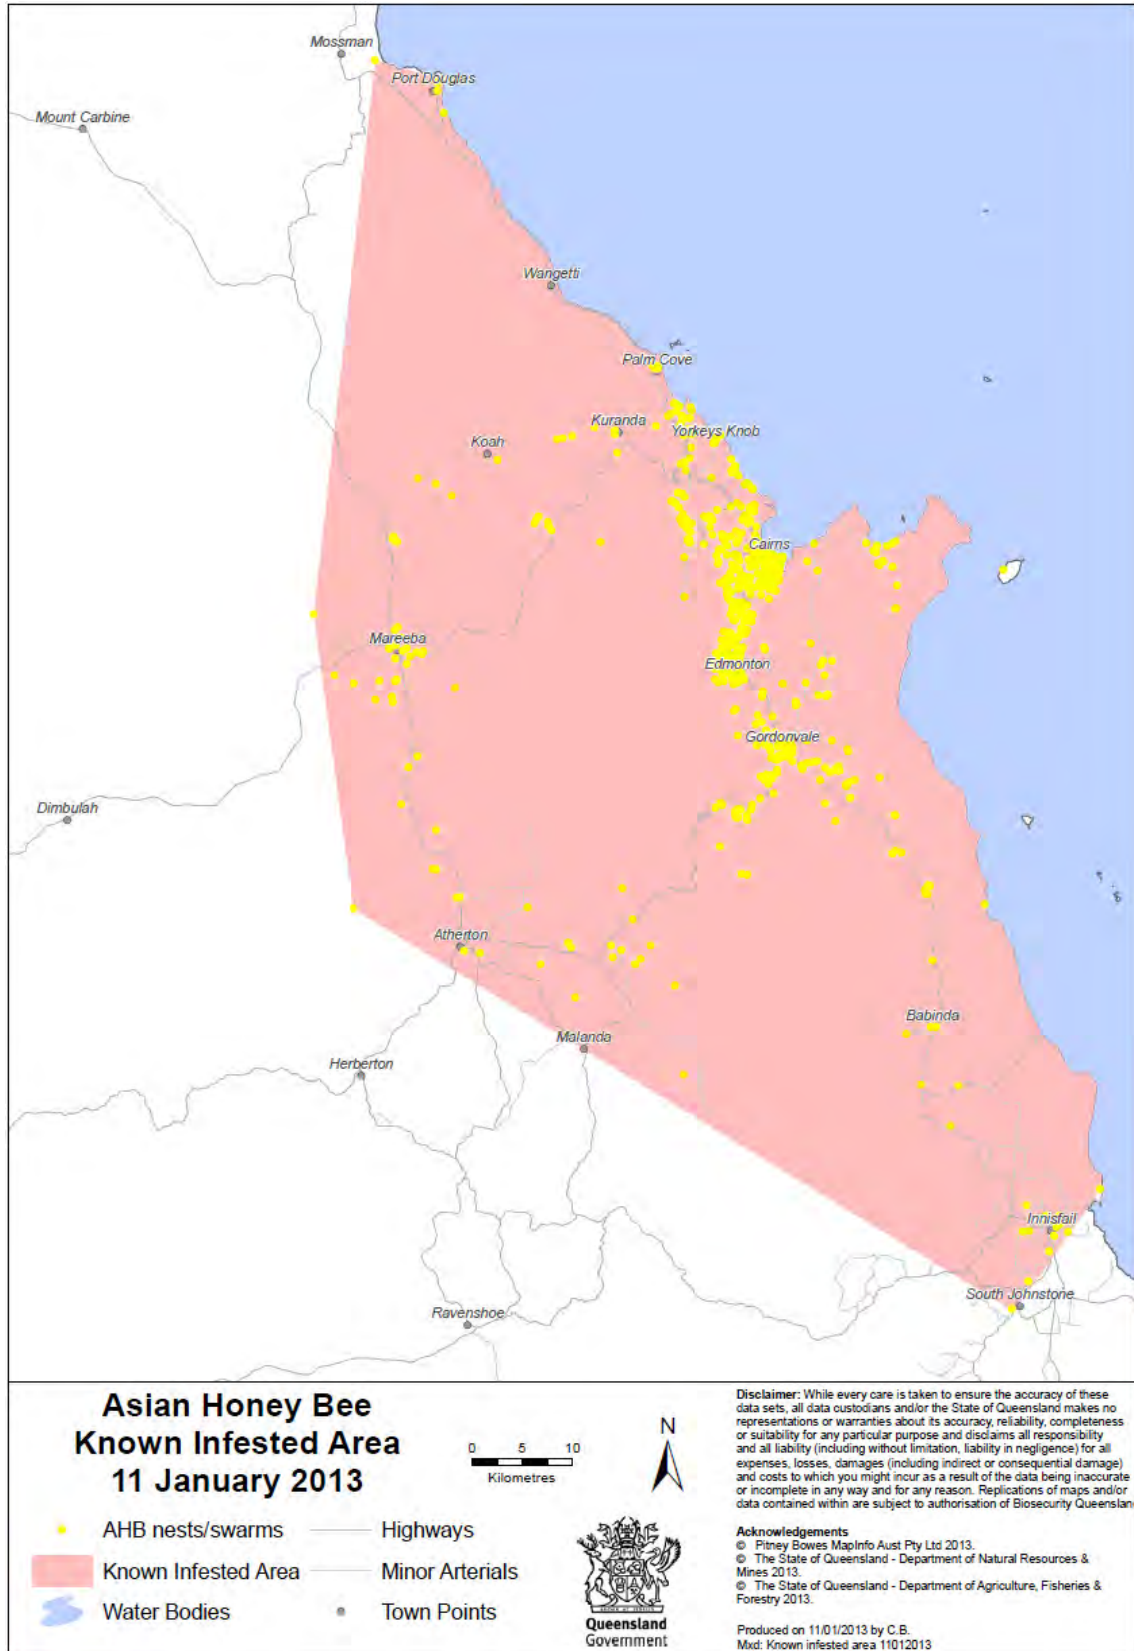 Mossman
Port Douglas
Mount Carbine
Wangetti
Palm Cove
Kuranda
Yorkeys Knob
Koah
Cairns
Mareeba
Edmonton
Gordonvale
Dimbulah
Atherton
Babinda
Malanda
Herberton
Innisfail
South Johnstone
Ravenshoe
Asian Honey Bee
Known Infested Area
11 January 2013
0 5 10
Kilometres
N
AHB nests/swarms
Known Infested Area
Water Bodies
Highways
Minor Arterials
Town Points
Queensland
Government
Disclaimer: While every care is taken to ensure the accuracy of these
data sets, all data custodians and/or the State of Queensland makes no
representations or warranties about its accuracy, reliability, completeness
or suitability for any particular purpose and disclaims all responsibility
and all liability (including without limitation, liability in negligence) for all
expenses, losses, damages (including indirect or consequential damage)
and costs to which you might incur as a result of the data being inaccurate
or incomplete in any way and for any reason. Replications of maps and/or
data contained within are subject to authorisation of Biosecurity Queensland
Acknowledgements
© Pitney Bowes MapInfo Aust Pty Ltd 2013.
© The State of Queensland - Department of Natural Resources &
Mines 2013.
© The State of Queensland - Department of Agriculture, Fisheries &
Forestry 2013.
Produced on 11/01/2013 by C.B.
Mxd: Known infested area 11012013